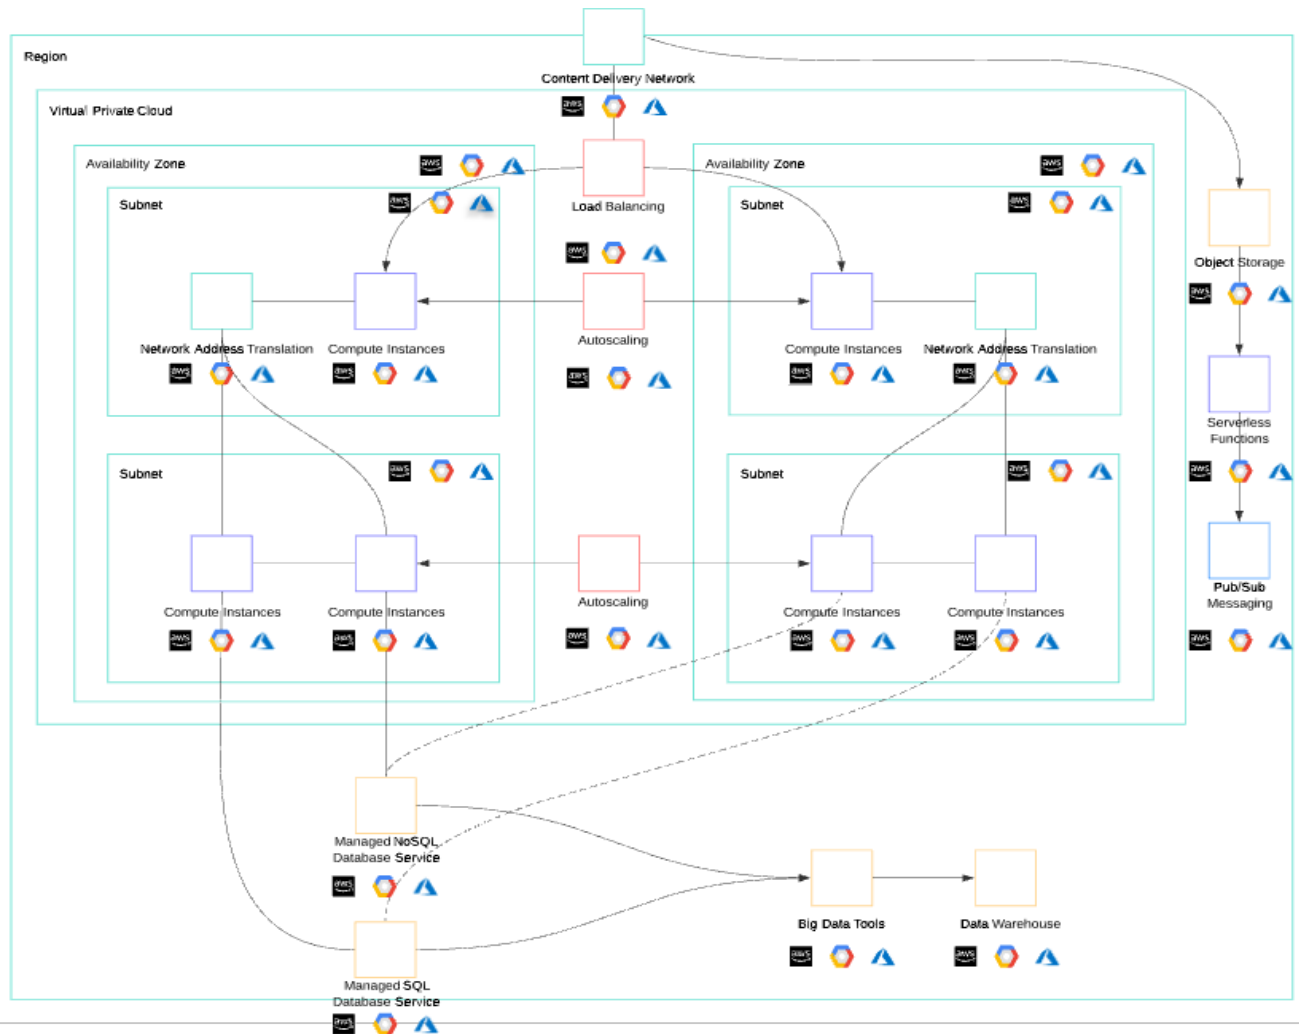 Region
Content Delivery Network
aws
Virtual Private Cloud
Availability Zone
aws
Availability Zone
aws
Subnet
aws
Load Balancing
aws
Subnet
aws
Object Storage
aws
Network Address Translation
aws
Compute Instances
aws
Autoscaling
aws
Compute Instances
aws
Network Address Translation
aws
Serverless
Functions
aws
Subnet
aws
Subnet
aws
Compute Instances
aws
Compute Instances
aws
Autoscaling
aws
Compute Instances
aws
Compute Instances
aws
Pub/Sub
Messaging
aws
Managed NoSQL
Database Service
aws
Big Data Tools
aws
Data Warehouse
aws
Managed SQL
Database Service
aws